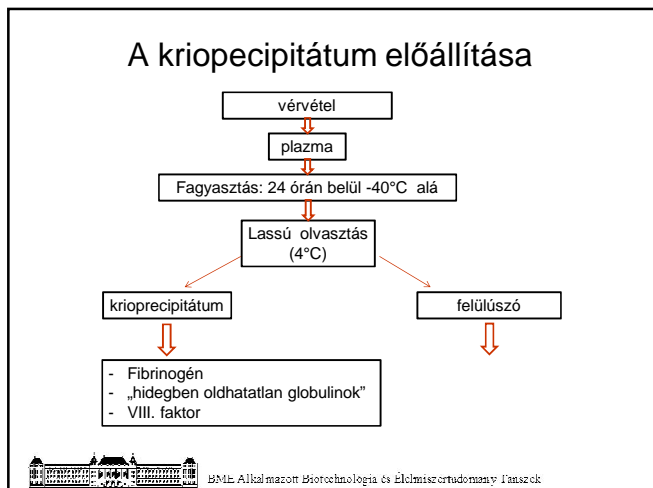 A kriopecipitátum előállítása
vérvétel
plazma
Fagyasztás: 24 órán belül -40°C alá
Lassú olvasztás
(4°C)
krioprecipitátum
felülúszó
- Fibrinogén
- „hidegben oldhatatlan globulinok”
- VIII. faktor
BME Alkalmazott Biotechnológia és Élelmiszertudomány Tanszék